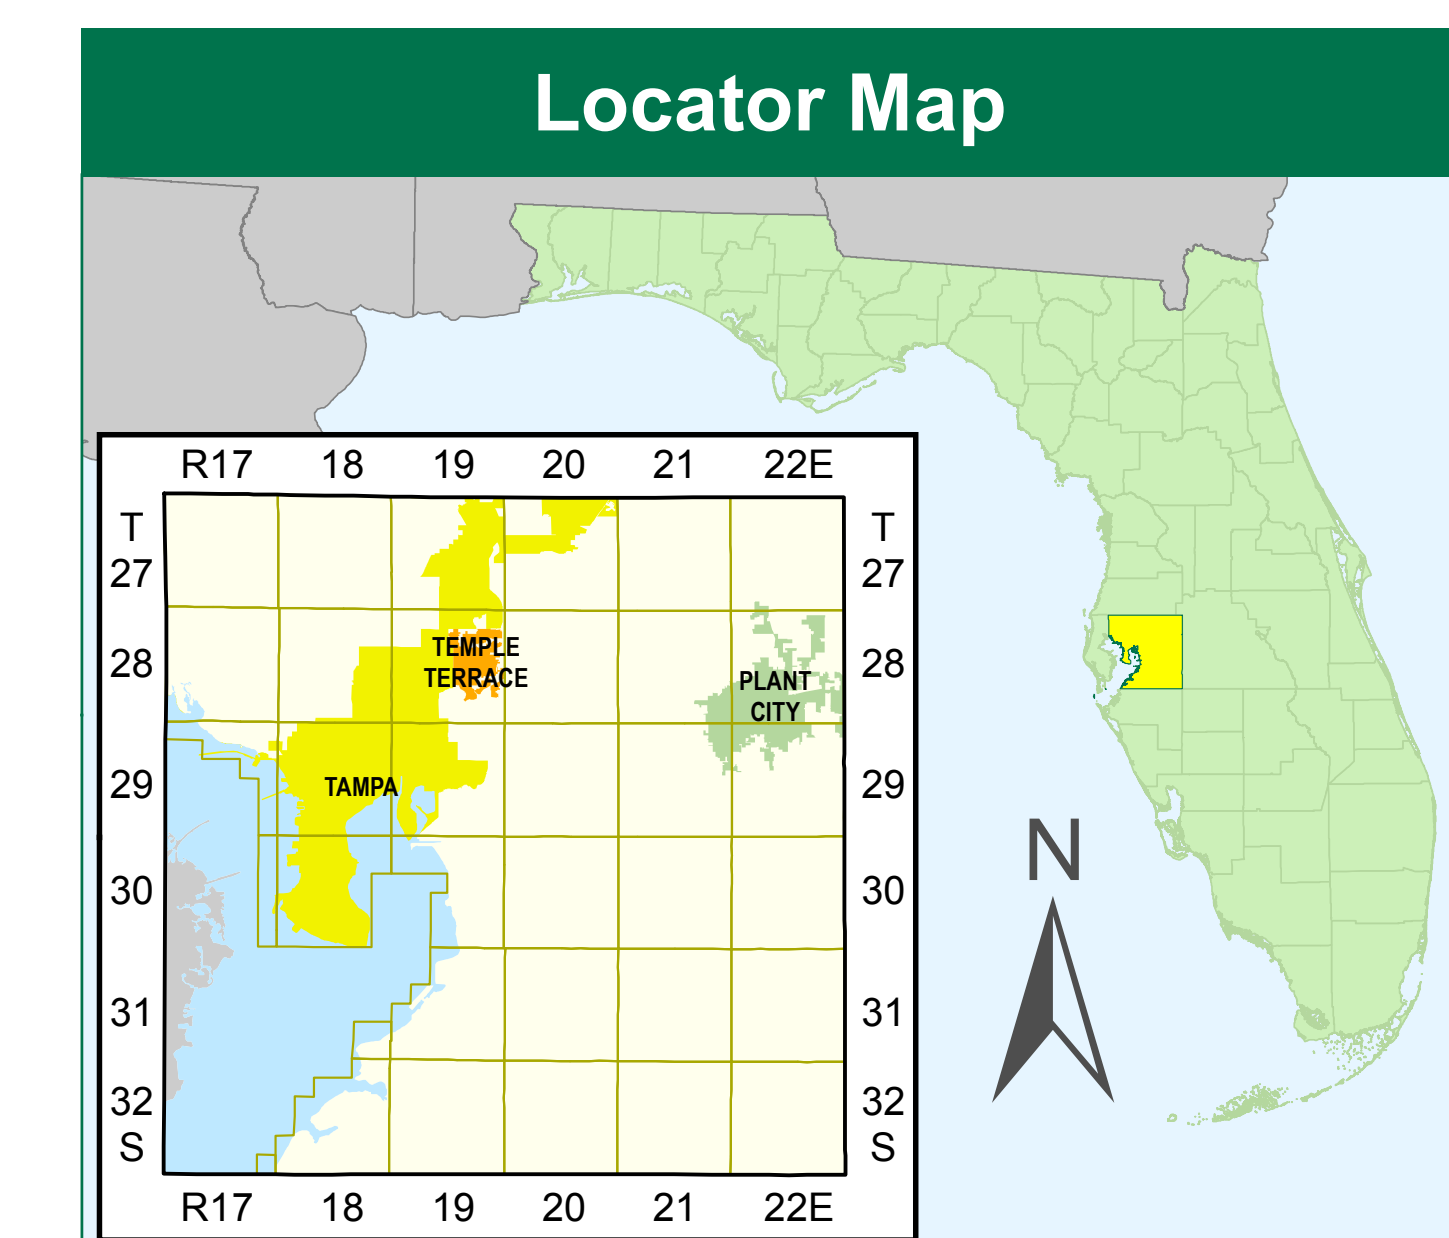 Locator Map
R17 18 19 20 21 22E
T T
27 27
TEMPLE
28 TERRACE 28
PLANT
CITY
29 TAMPA 29
N
30 30
31 31
32 32
S S
R17 18 19 20 21 22E